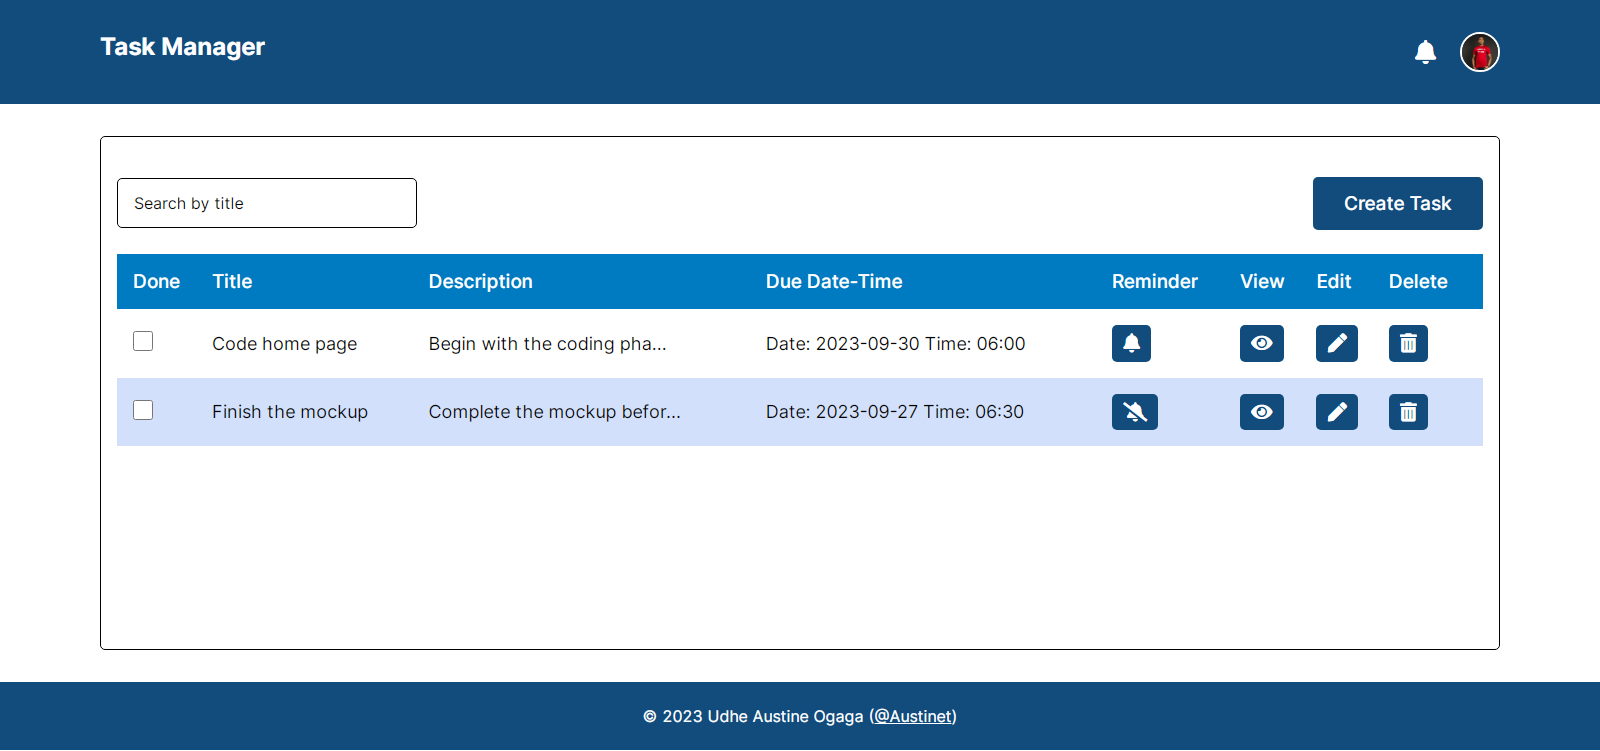 Task Manager
Search by title
Create Task
Done Title Description Due Date-Time Reminder View Edit Delete
Code home page Begin with the coding pha... Date: 2023-09-30 Time: 06:00
Finish the mockup Complete the mockup befor... Date: 2023-09-27 Time: 06:30
© 2023 Udhe Austine Ogaga (@Austinet)